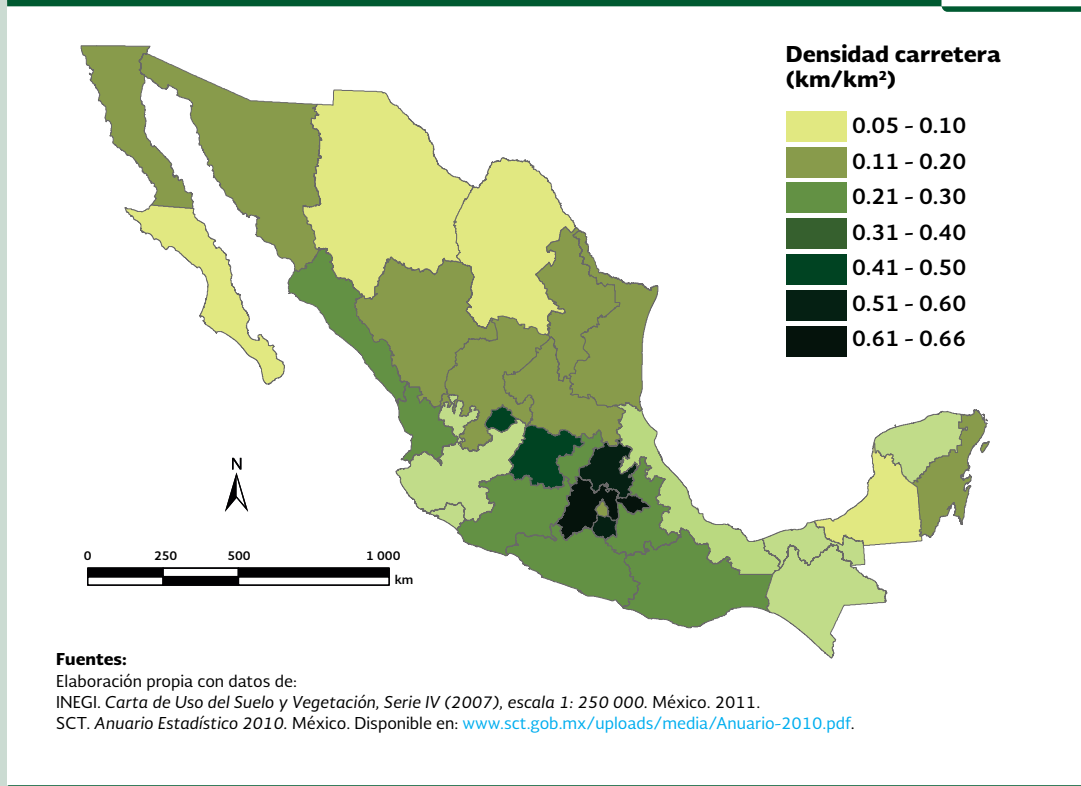 Densidad carretera
(km/km²)
0.05 - 0.10
0.11 - 0.20
0.21 - 0.30
0.31 - 0.40
0.41 - 0.50
0.51 - 0.60
0.61 - 0.66
N
0 250 500 1 000
km
Fuentes:
Elaboración propia con datos de:
INEGI. Carta de Uso del Suelo y Vegetación, Serie IV (2007), escala 1: 250 000. México. 2011.
SCT. Anuario Estadístico 2010. México. Disponible en: www.sct.gob.mx/uploads/media/Anuario-2010.pdf.